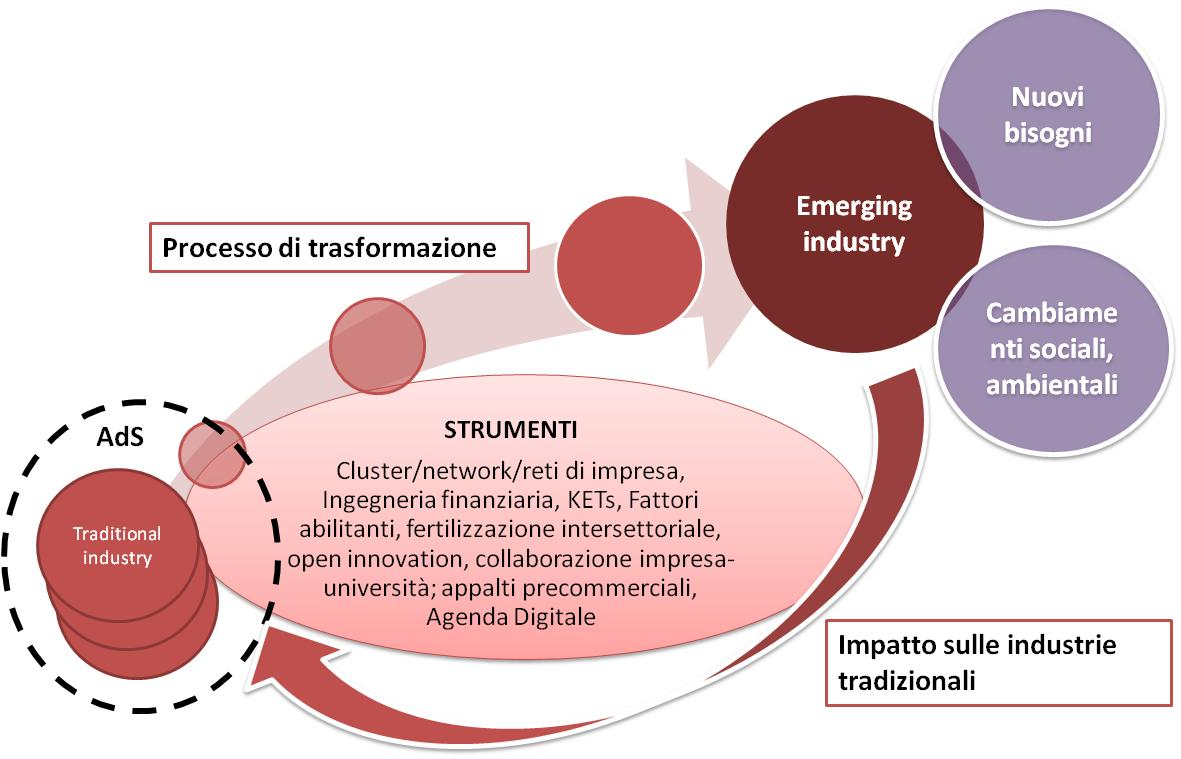 Nuovi
bisogni
Emerging
industry
Processo di trasformazione
Cambiame
nti sociali,
ambientali
AdS
STRUMENTI
Cluster/network/reti di impresa,
Ingegneria finanziaria, KETs, Fattori
abilitanti, fertilizzazione intersettoriale,
open innovation, collaborazione impresa-
università; appalti precommerciali,
Agenda Digitale
Traditional
industry
Impatto sulle industrie
tradizionali